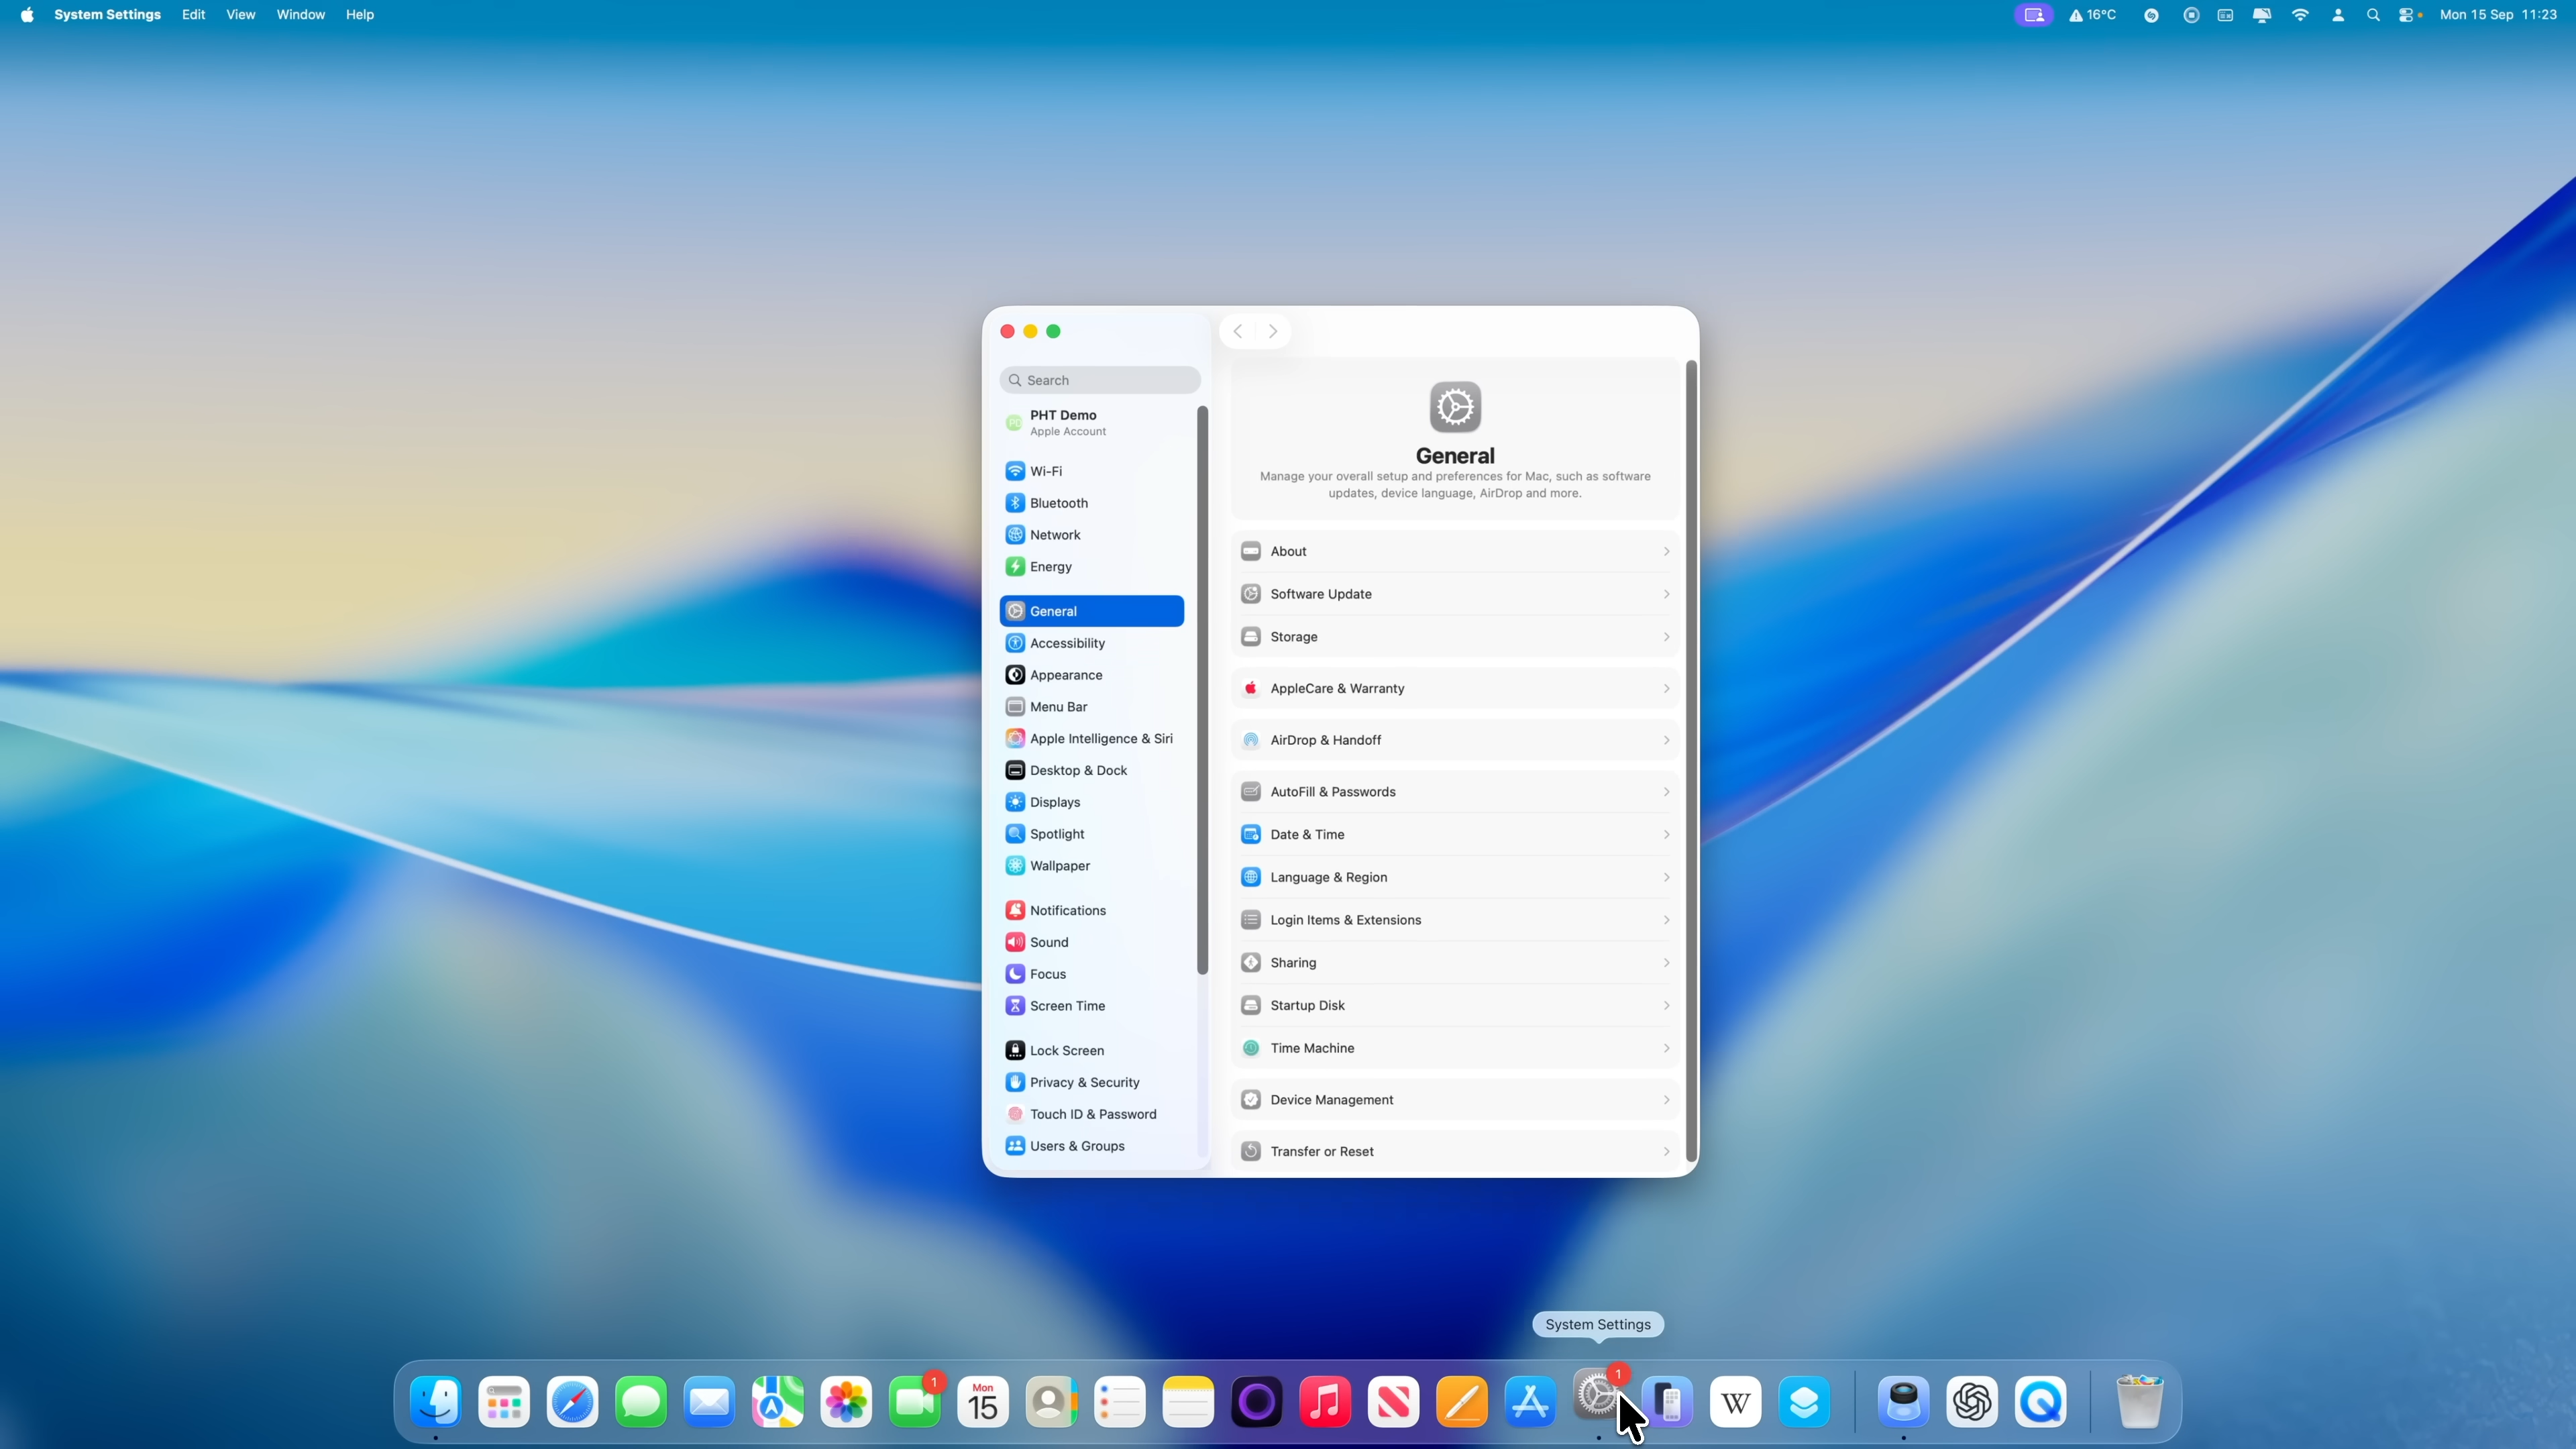 System Settings Edit View Window Help
16°C
Mon 15 Sep 11:23
Search
PHT Demo
Apple Account
Wi-Fi
Bluetooth
Network
Energy
General
Accessibility
Appearance
Menu Bar
Apple Intelligence & Siri
Desktop & Dock
Displays
Spotlight
Wallpaper
Notifications
Sound
Focus
Screen Time
Lock Screen
Privacy & Security
Touch ID & Password
Users & Groups
General
Manage your overall setup and preferences for Mac, such as software
updates, device language, AirDrop and more.
About
Software Update
Storage
AppleCare & Warranty
AirDrop & Handoff
AutoFill & Passwords
Date & Time
Language & Region
Login Items & Extensions
Sharing
Startup Disk
Time Machine
Device Management
Transfer or Reset
System Settings
1
Mon
15
1
W